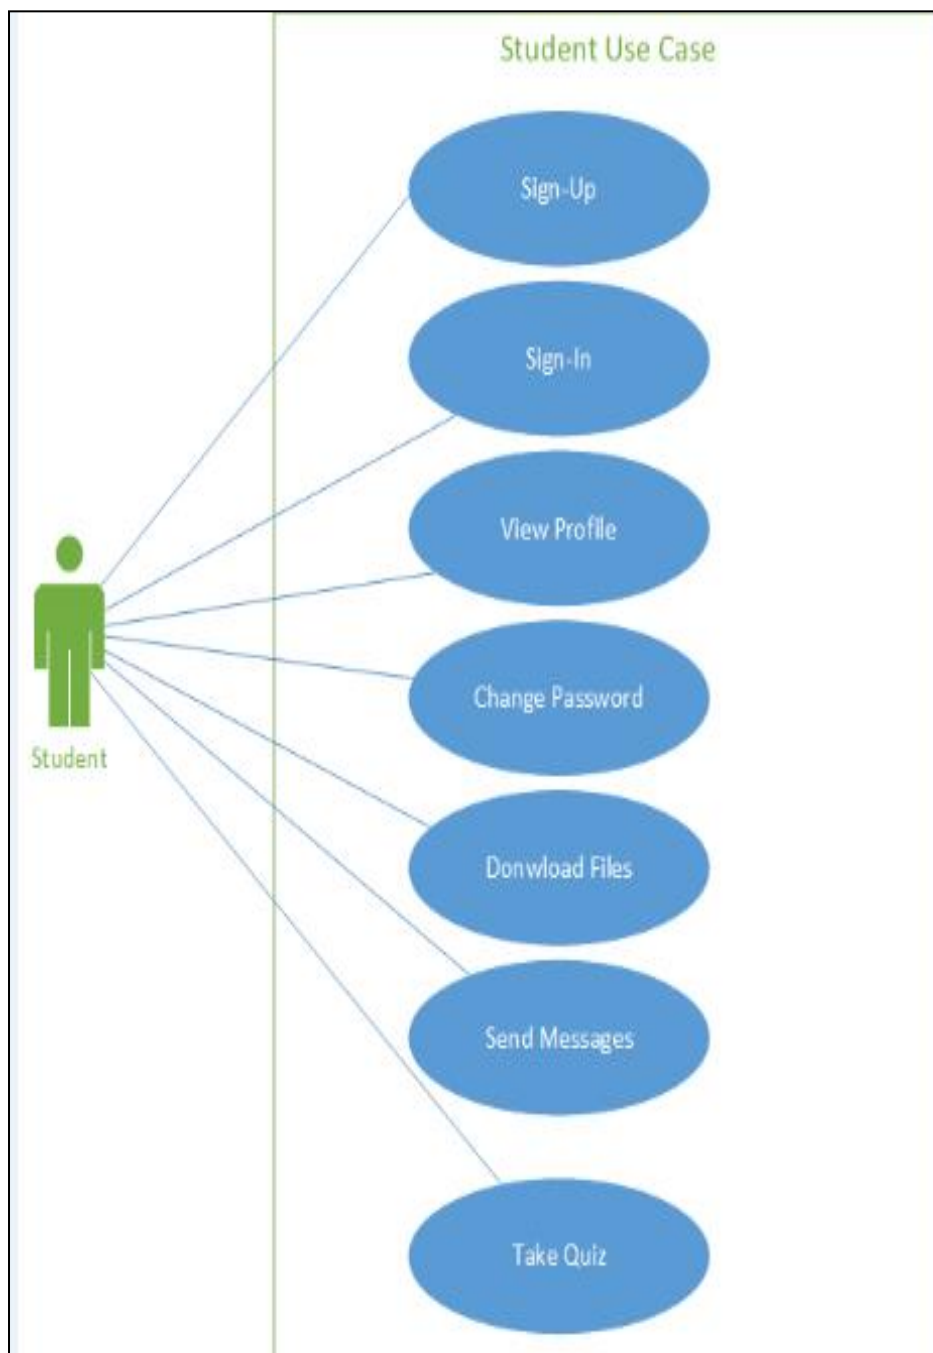 Student Use Case
Sign-Up
Sign-In
View Profile
Change Password
Student
Donwload Files
Send Messages
Take Quiz